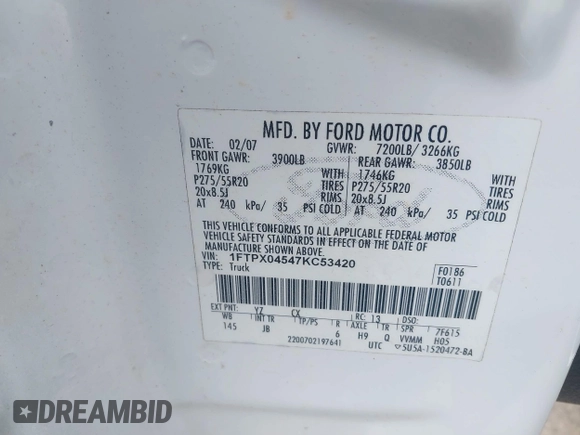 MFD. BY FORD MOTOR CO.
DATE: 02/07 GVWR: 7200LB/ 3266KG
FRONT GAWR: 3900LB REAR GAWR: 3850LB
1769KG WITH 1746KG WITH
P275/55R20 TIRES P275/55R20 TIRES
20x8.5J RIMS 20x8.5J RIMS
AT 240 kPa/ 35 PSI COLD AT 240 kPa/ 35 PSI COLD
THIS VEHICLE CONFORMS TO ALL APPLICABLE FEDERAL MOTOR
VEHICLE SAFETY STANDARDS IN EFFECT ON THE DATE OF
MANUFACTURE SHOWN ABOVE.
VIN: 1FTPX04547KC53420 F0186
TYPE: Truck T0611
EXT PNT: YZ CX RC: 13 DSO:
WB INT TR TP/PS R AXLE TR SPR 7F615
145 JB 6 H9 Q VVMM H05
2200702197641 UTC ▽5U5A-1520472-BA
DREAMBID